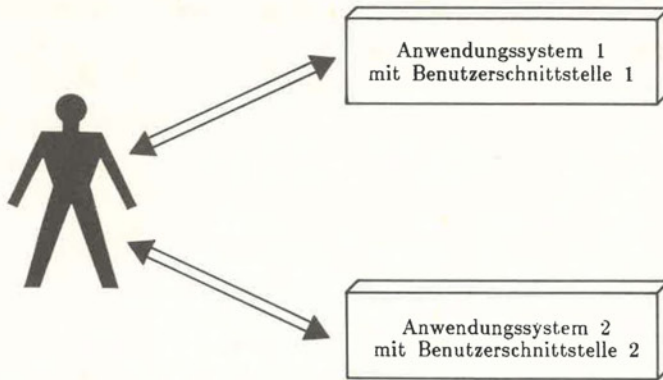 Anwendungssystem 1
mit Benutzerschnittstelle 1
Anwendungssystem 2
mit Benutzerschnittstelle 2